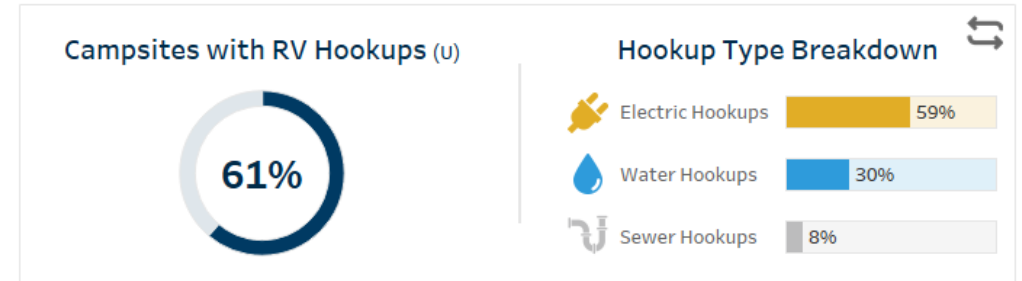 Campsites with RV Hookups (U)
61%
Hookup Type Breakdown
Electric Hookups 59%
Water Hookups 30%
Sewer Hookups 8%